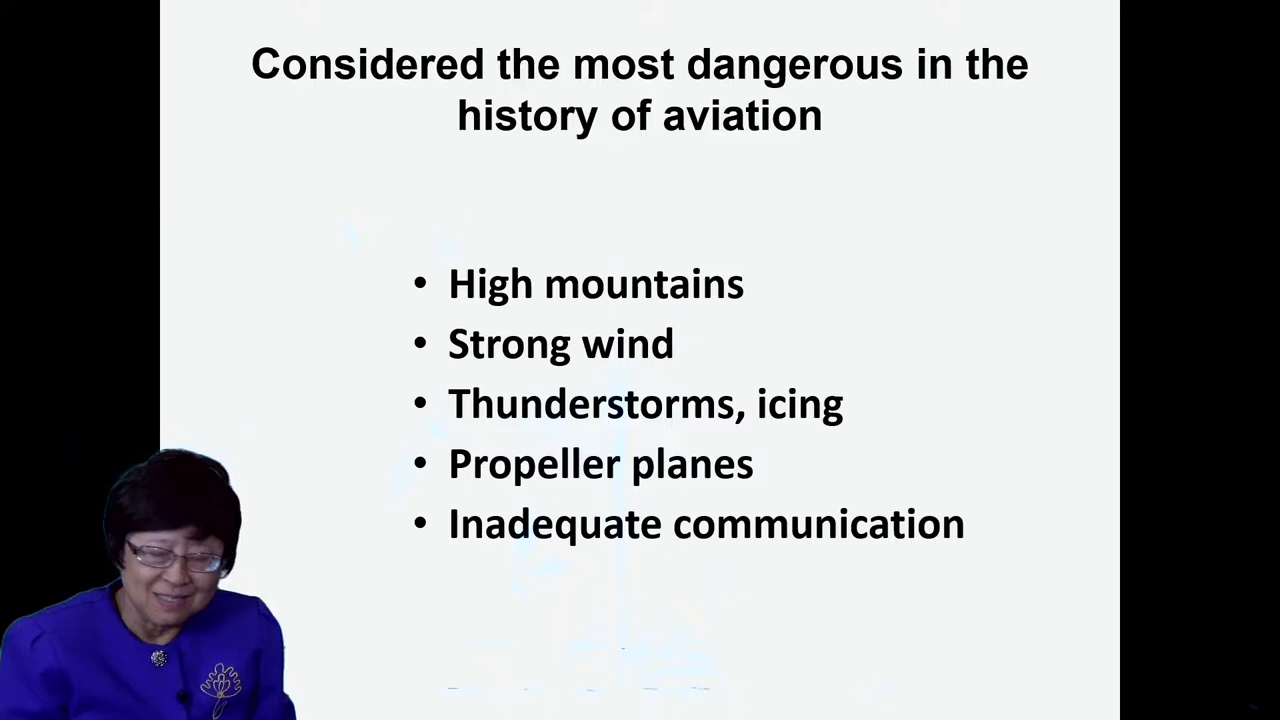 Considered the most dangerous in the
history of aviation
• High mountains
• Strong wind
• Thunderstorms, icing
• Propeller planes
• Inadequate communication